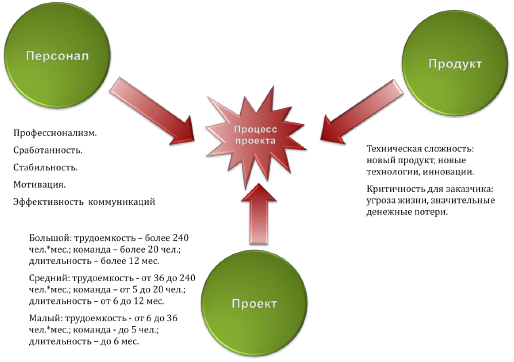 Персонал
Продукт
Процесс
проекта
Профессионализм.
Сработанность.
Стабильность.
Мотивация.
Эффективность коммуникаций
Техническая сложность:
новый продукт, новые
технологии, инновации.
Критичность для заказчика:
угроза жизни, значительные
денежные потери.
Большой: трудоемкость – более 240
чел.*мес.; команда – более 20 чел.;
длительность – более 12 мес.
Средний: трудоемкость - от 36 до 240
чел.*мес.; команда – от 5 до 20 чел.;
длительность – от 6 до 12 мес.
Малый: трудоемкость - от 6 до 36
чел.*мес.; команда - до 5 чел.;
длительность – до 6 мес.
Проект